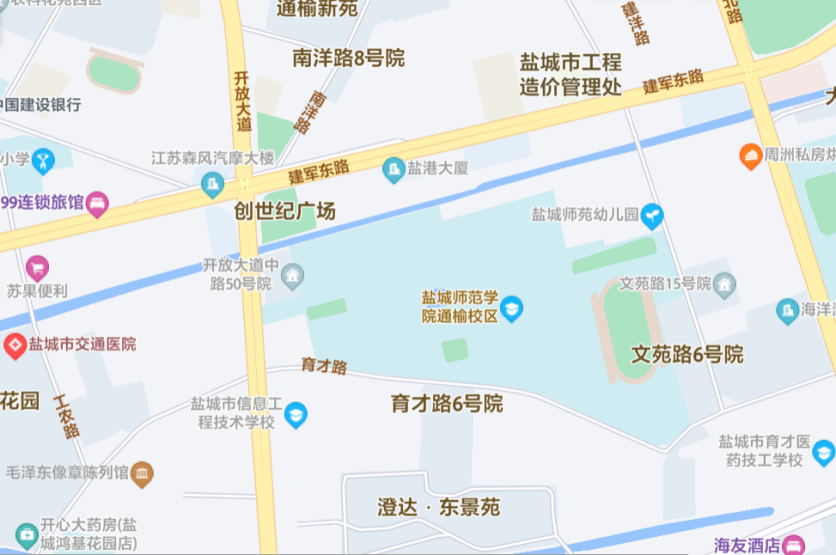 通榆新苑
建洋路
南洋路8号院
盐城市工程
造价管理处
开放大道
建军东路
中国建设银行
南洋路
小学
江苏森风汽摩大楼
建军东路
盐港大厦
周洲私房烘
99连锁旅馆
创世纪广场
盐城师苑幼儿园
开放大道中
路50号院
苏果便利
文苑路15号院
盐城师范学
院通榆校区
盐城市交通医院
文苑路6号院
育才路
花园
工农路
盐城市信息工
程技术学校
育才路6号院
盐城市育才医
药技工学校
毛泽东像章陈列馆
澄达·东景苑
开心大药房(盐
城鸿基花园店)
海友酒店